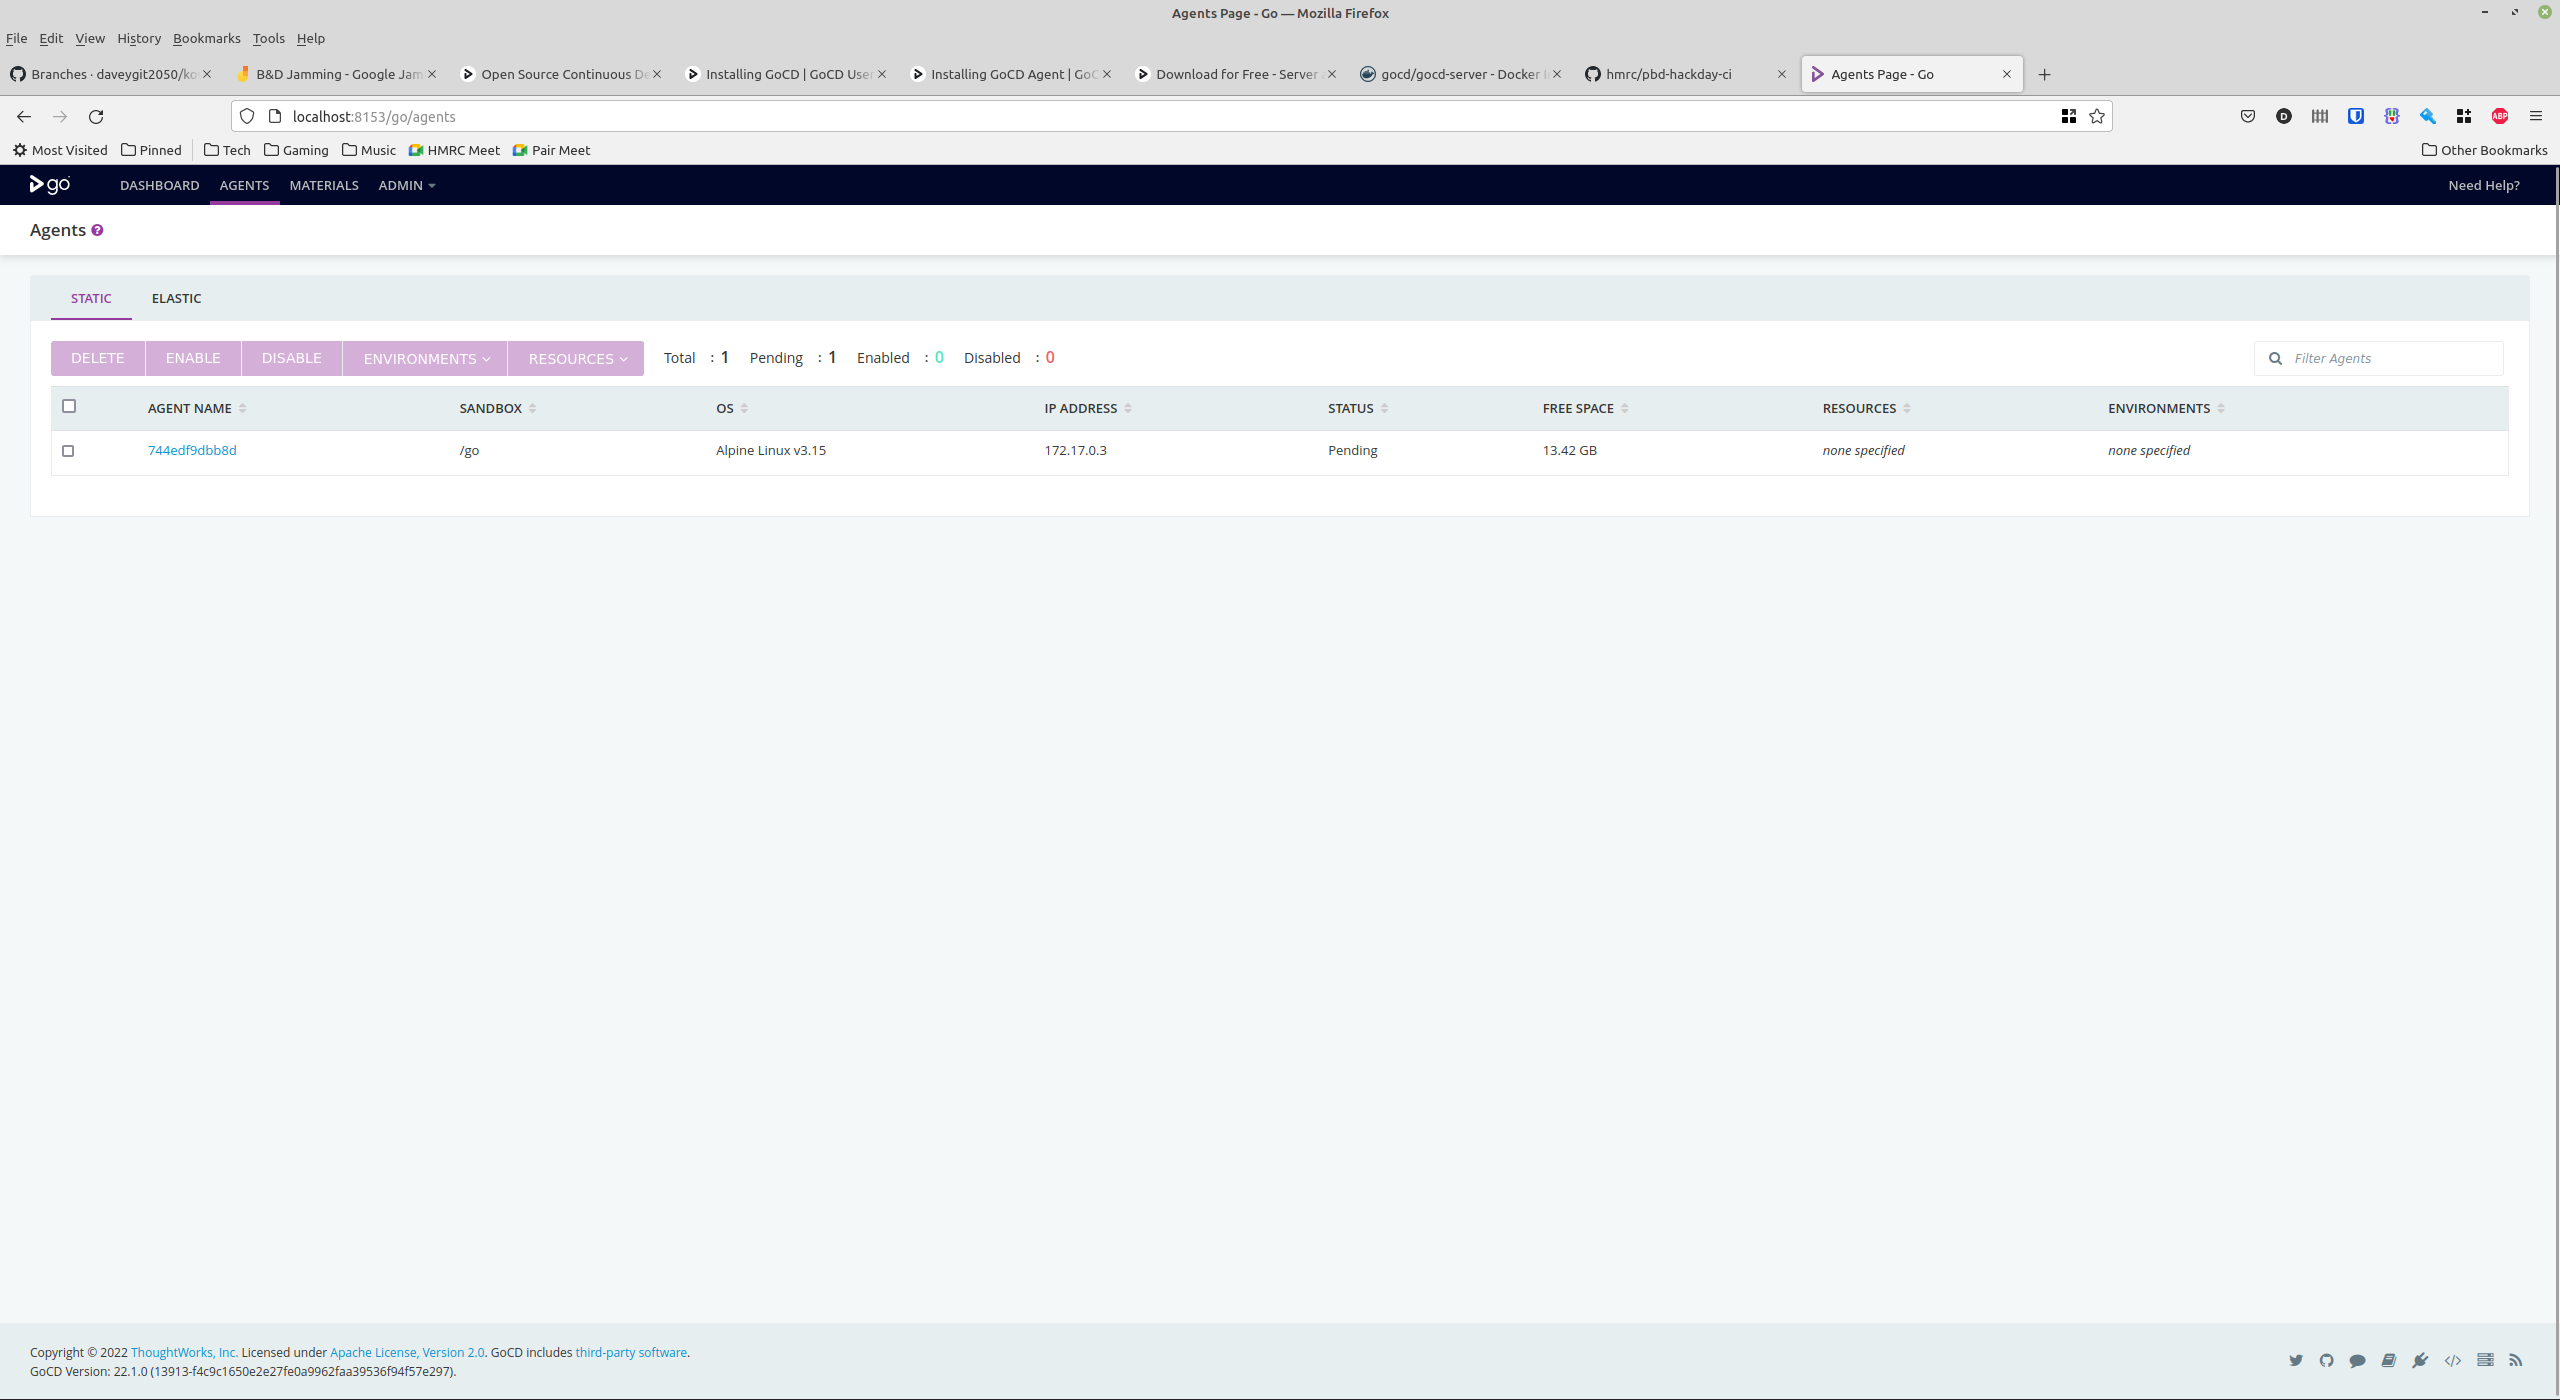 Agents Page - Go — Mozilla Firefox
File Edit View History Bookmarks Tools Help
Branches · daveygit2050/ko B&D Jamming - Google Jam Open Source Continuous De Installing GoCD | GoCD User Installing GoCD Agent | GoC Download for Free - Server gocd/gocd-server - Docker I hmrc/pbd-hackday-ci Agents Page - Go
localhost:8153/go/agents D ABP
Most Visited Pinned Tech Gaming Music HMRC Meet Pair Meet Other Bookmarks
go DASHBOARD AGENTS MATERIALS ADMIN Need Help?
Agents ?
STATIC ELASTIC
DELETE ENABLE DISABLE ENVIRONMENTS RESOURCES Total : 1 Pending : 1 Enabled : 0 Disabled : 0 Filter Agents
AGENT NAME SANDBOX OS IP ADDRESS STATUS FREE SPACE RESOURCES ENVIRONMENTS
744edf9dbb8d /go Alpine Linux v3.15 172.17.0.3 Pending 13.42 GB none specified none specified
Copyright © 2022 ThoughtWorks, Inc. Licensed under Apache License, Version 2.0. GoCD includes third-party software.
GoCD Version: 22.1.0 (13913-f4c9c1650e2e27fe0a9962faa39536f94f57e297).